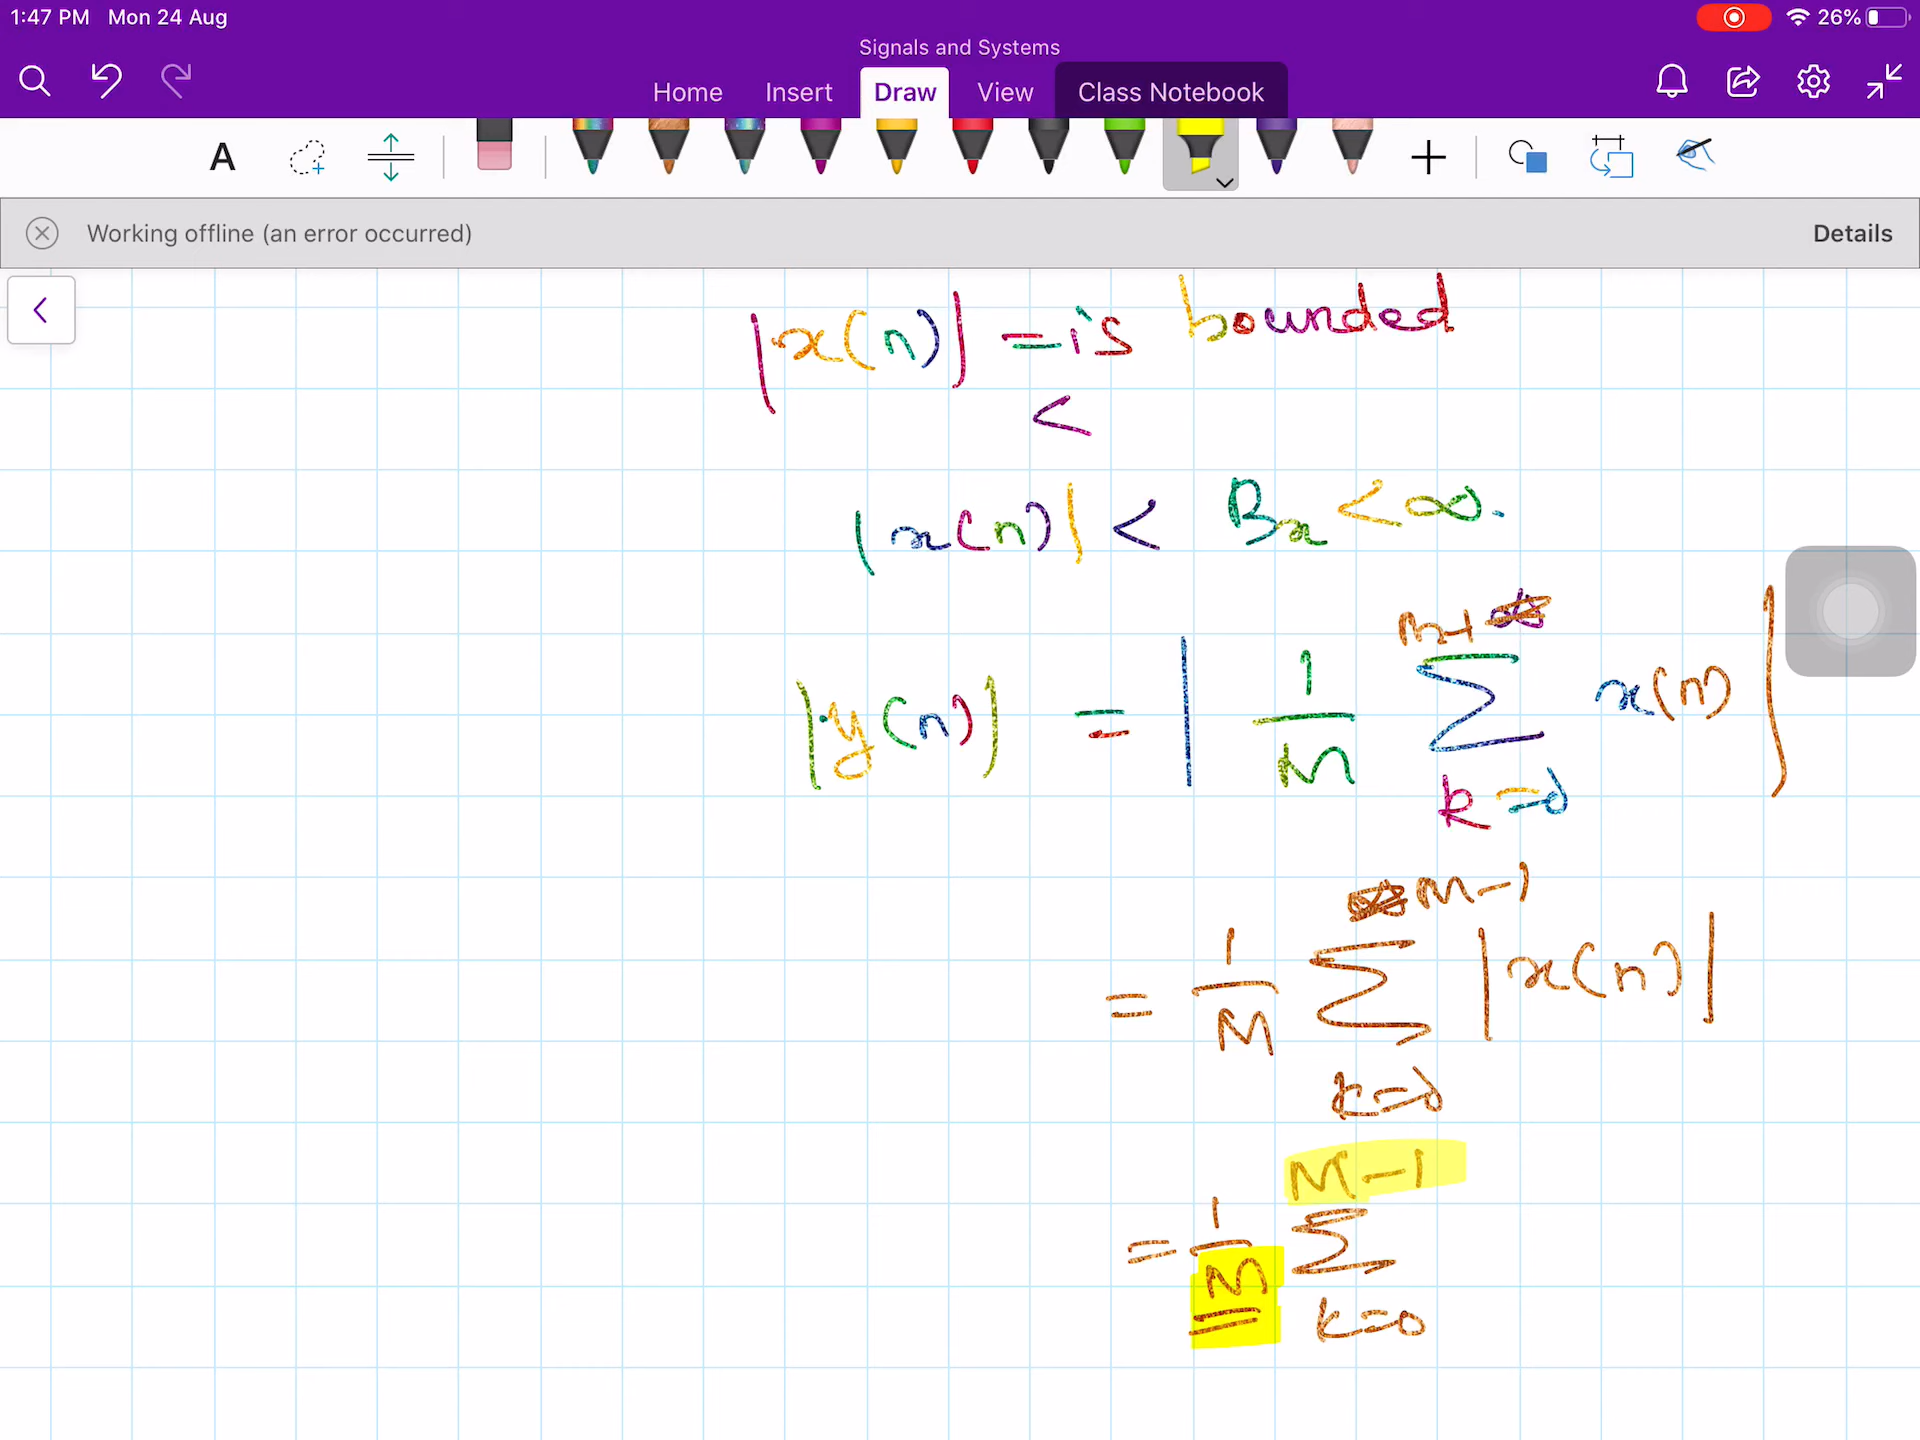 1:47 PM Mon 24 Aug 26%
Signals and Systems
Home Insert Draw View Class Notebook
A
Working offline (an error occurred) Details
|x(n)| = is bounded
<
|x(n)| < Bx < ∞.
|y(n)| = | 1/M M-1 Σ k=0 x(n) |
= 1/M M-1 Σ k=0 |x(n)|
= 1/M M-1 Σ k=0